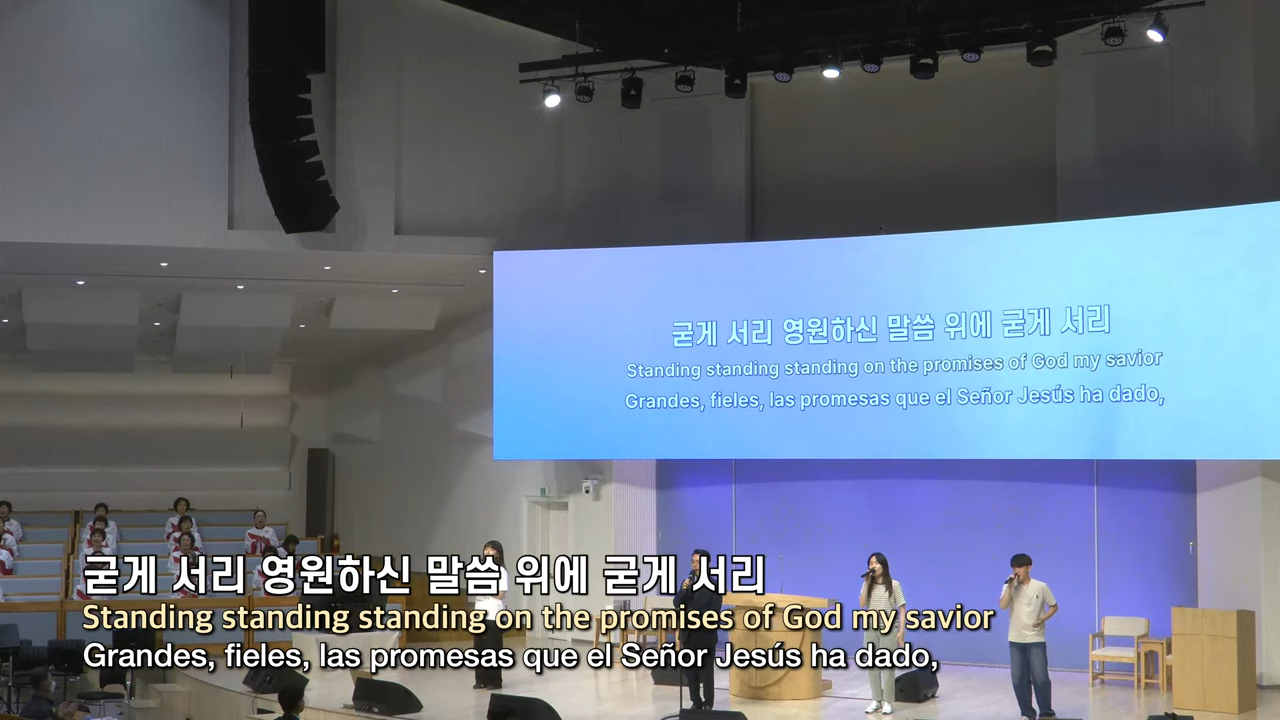 굳게 서리 영원하신 말씀 위에 굳게 서리
Standing standing standing on the promises of God my savior
Grandes, fieles, las promesas que el Señor Jesús ha dado,
굳게 서리 영원하신 말씀 위에 굳게 서리
Standing standing standing on the promises of God my savior
Grandes, fieles, las promesas que el Señor Jesús ha dado,